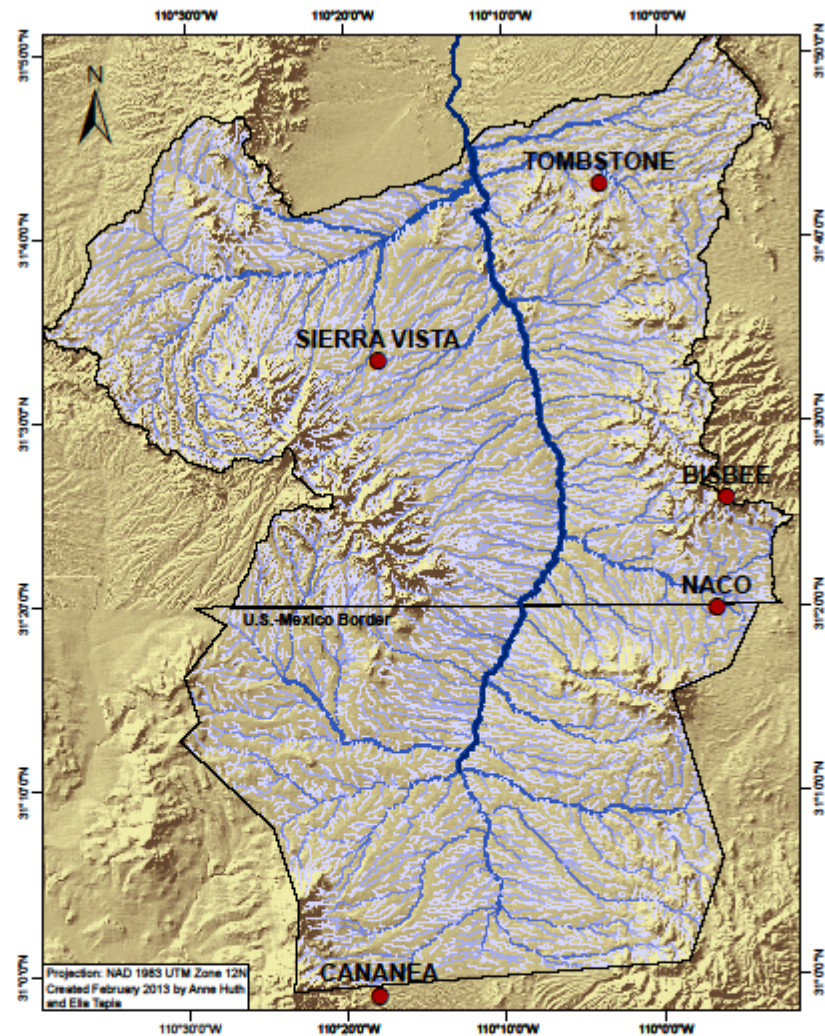 110°30'0"W 110°20'0"W 110°10'0"W 110°0'0"W
31°50'0"N 31°50'0"N
N
TOMBSTONE
31°40'0"N 31°40'0"N
SIERRA VISTA
31°30'0"N 31°30'0"N
BISBEE
NACO
31°20'0"N 31°20'0"N
U.S.-Mexico Border
31°10'0"N 31°10'0"N
CANANEA
31°0'0"N 31°0'0"N
Projection: NAD 1983 UTM Zone 12N
Created February 2013 by Anne Huth
and Elia Tapia
110°30'0"W 110°20'0"W 110°10'0"W 110°0'0"W